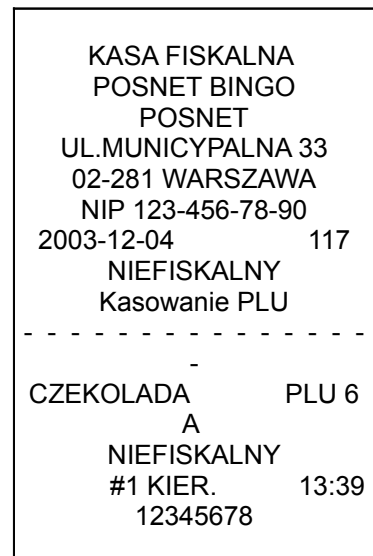 KASA FISKALNA
POSNET BINGO
POSNET
UL.MUNICYPALNA 33
02-281 WARSZAWA
NIP 123-456-78-90
2003-12-04 117
NIEFISKALNY
Kasowanie PLU
- - - - - - - - - - - - - - -
-
CZEKOLADA PLU 6
A
NIEFISKALNY
#1 KIER. 13:39
12345678